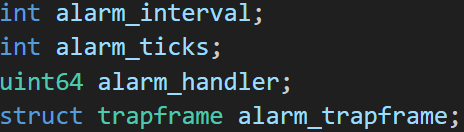 int alarm_interval;
int alarm_ticks;
uint64 alarm_handler;
struct trapframe alarm_trapframe;